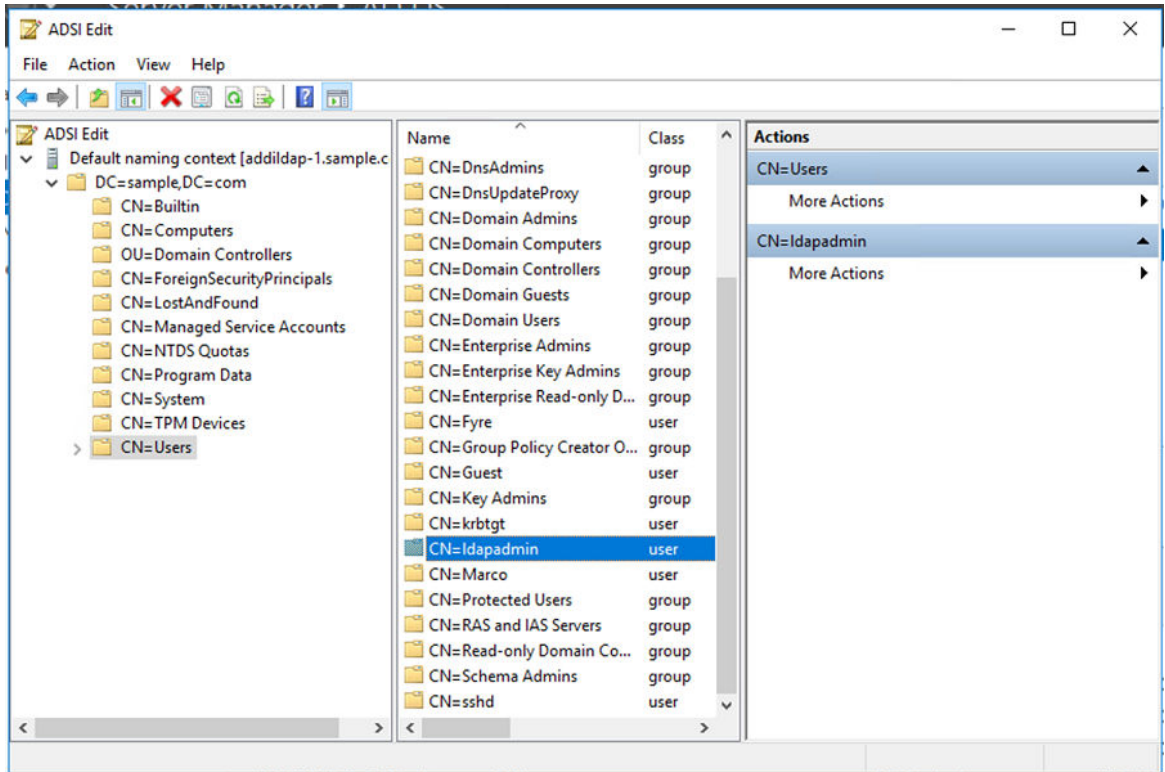 ADSI Edit
File Action View Help
ADSI Edit
Default naming context [addildap-1.sample.c
DC=sample,DC=com
CN=Builtin
CN=Computers
OU=Domain Controllers
CN=ForeignSecurityPrincipals
CN=LostAndFound
CN=Managed Service Accounts
CN=NTDS Quotas
CN=Program Data
CN=System
CN=TPM Devices
CN=Users
Name Class
CN=DnsAdmins group
CN=DnsUpdateProxy group
CN=Domain Admins group
CN=Domain Computers group
CN=Domain Controllers group
CN=Domain Guests group
CN=Domain Users group
CN=Enterprise Admins group
CN=Enterprise Key Admins group
CN=Enterprise Read-only D... group
CN=Fyre user
CN=Group Policy Creator O... group
CN=Guest user
CN=Key Admins group
CN=krbtgt user
CN=ldapadmin user
CN=Marco user
CN=Protected Users group
CN=RAS and IAS Servers group
CN=Read-only Domain Co... group
CN=Schema Admins group
CN=sshd user
Actions
CN=Users
More Actions
CN=ldapadmin
More Actions